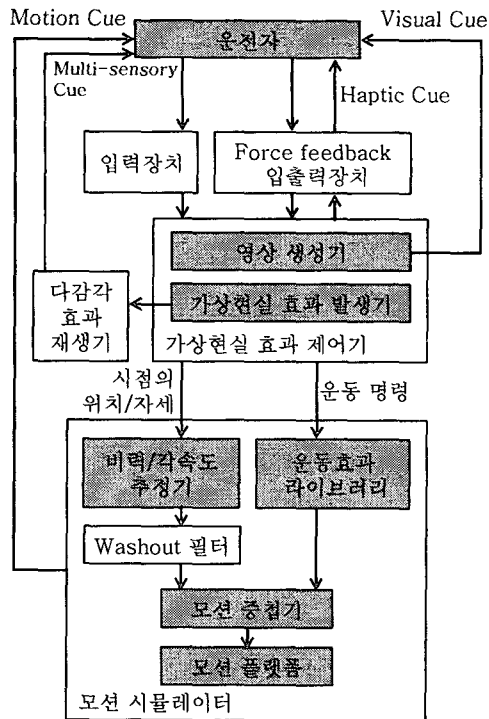 Motion Cue
Visual Cue
운전자
Multi-sensory
Cue
Haptic Cue
입력장치
Force feedback
입출력장치
영상 생성기
다감각
효과
재생기
가상현실 효과 발생기
가상현실 효과 제어기
시점의
위치/자세
운동 명령
비력/각속도
추정기
운동효과
라이브러리
Washout 필터
모션 중첩기
모션 플랫폼
모션 시뮬레이터